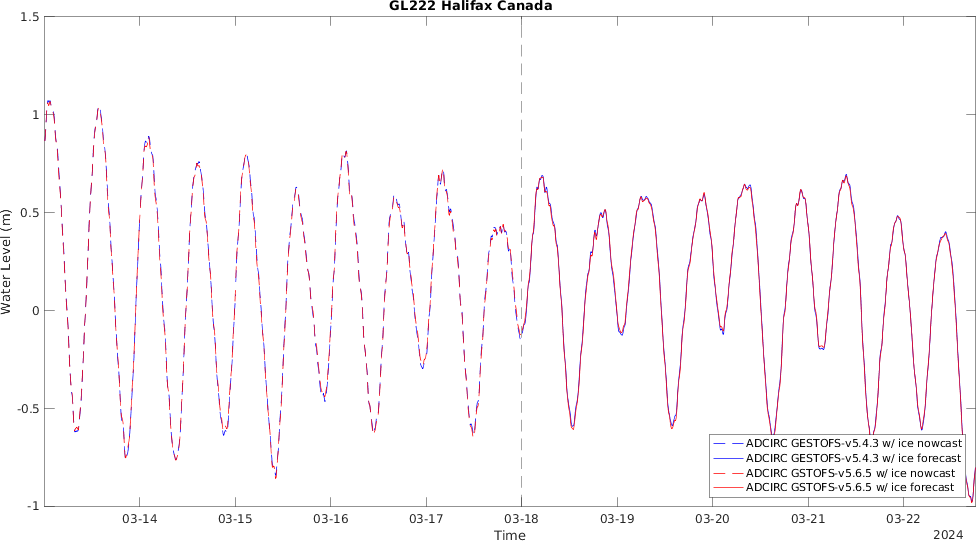 GL222 Halifax Canada
1.5
1
0.5
0
-0.5
-1
Water Level (m)
03-14 03-15 03-16 03-17 03-18 03-19 03-20 03-21 03-22
Time
2024
ADCIRC GESTOFS-v5.4.3 w/ ice nowcast
ADCIRC GESTOFS-v5.4.3 w/ ice forecast
ADCIRC GSTOFS-v5.6.5 w/ ice nowcast
ADCIRC GSTOFS-v5.6.5 w/ ice forecast